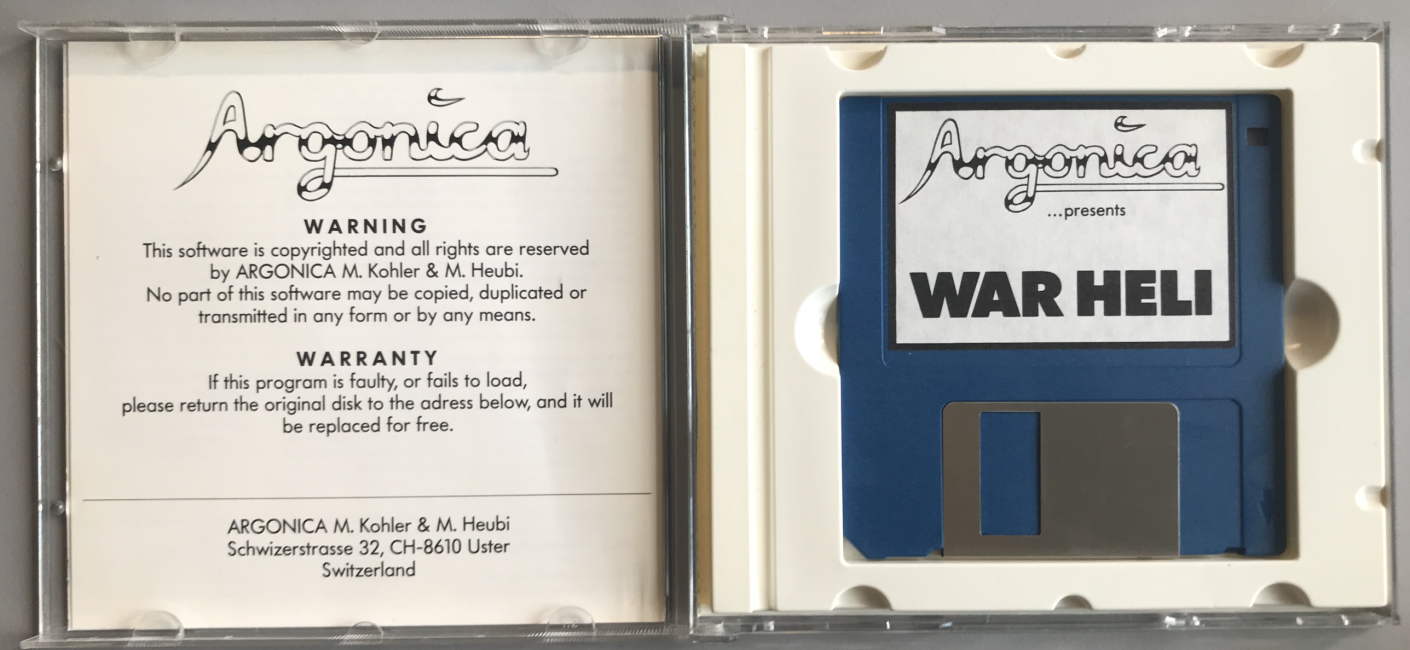 Argonica
WARNING
This software is copyrighted and all rights are reserved
by ARGONICA M. Kohler & M. Heubi.
No part of this software may be copied, duplicated or
transmitted in any form or by any means.
WARRANTY
If this program is faulty, or fails to load,
please return the original disk to the adress below, and it will
be replaced for free.
ARGONICA M. Kohler & M. Heubi
Schwizerstrasse 32, CH-8610 Uster
Switzerland
Argonica
...presents
WAR HELI